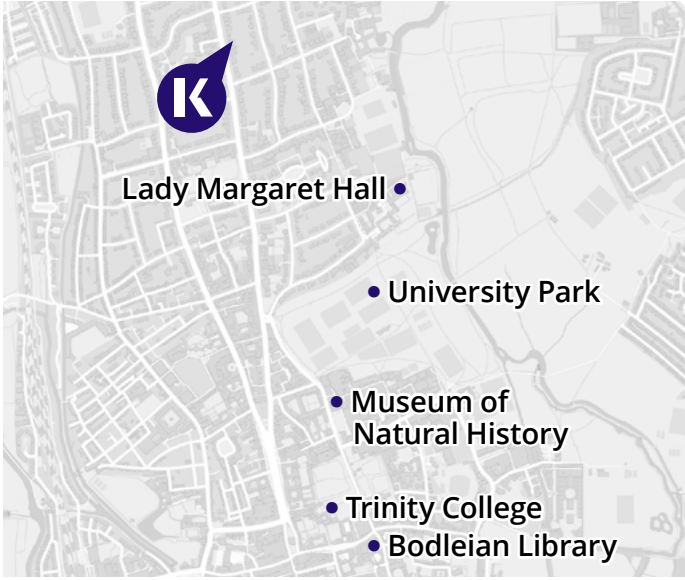 K
Lady Margaret Hall
University Park
Museum of
Natural History
Trinity College
Bodleian Library